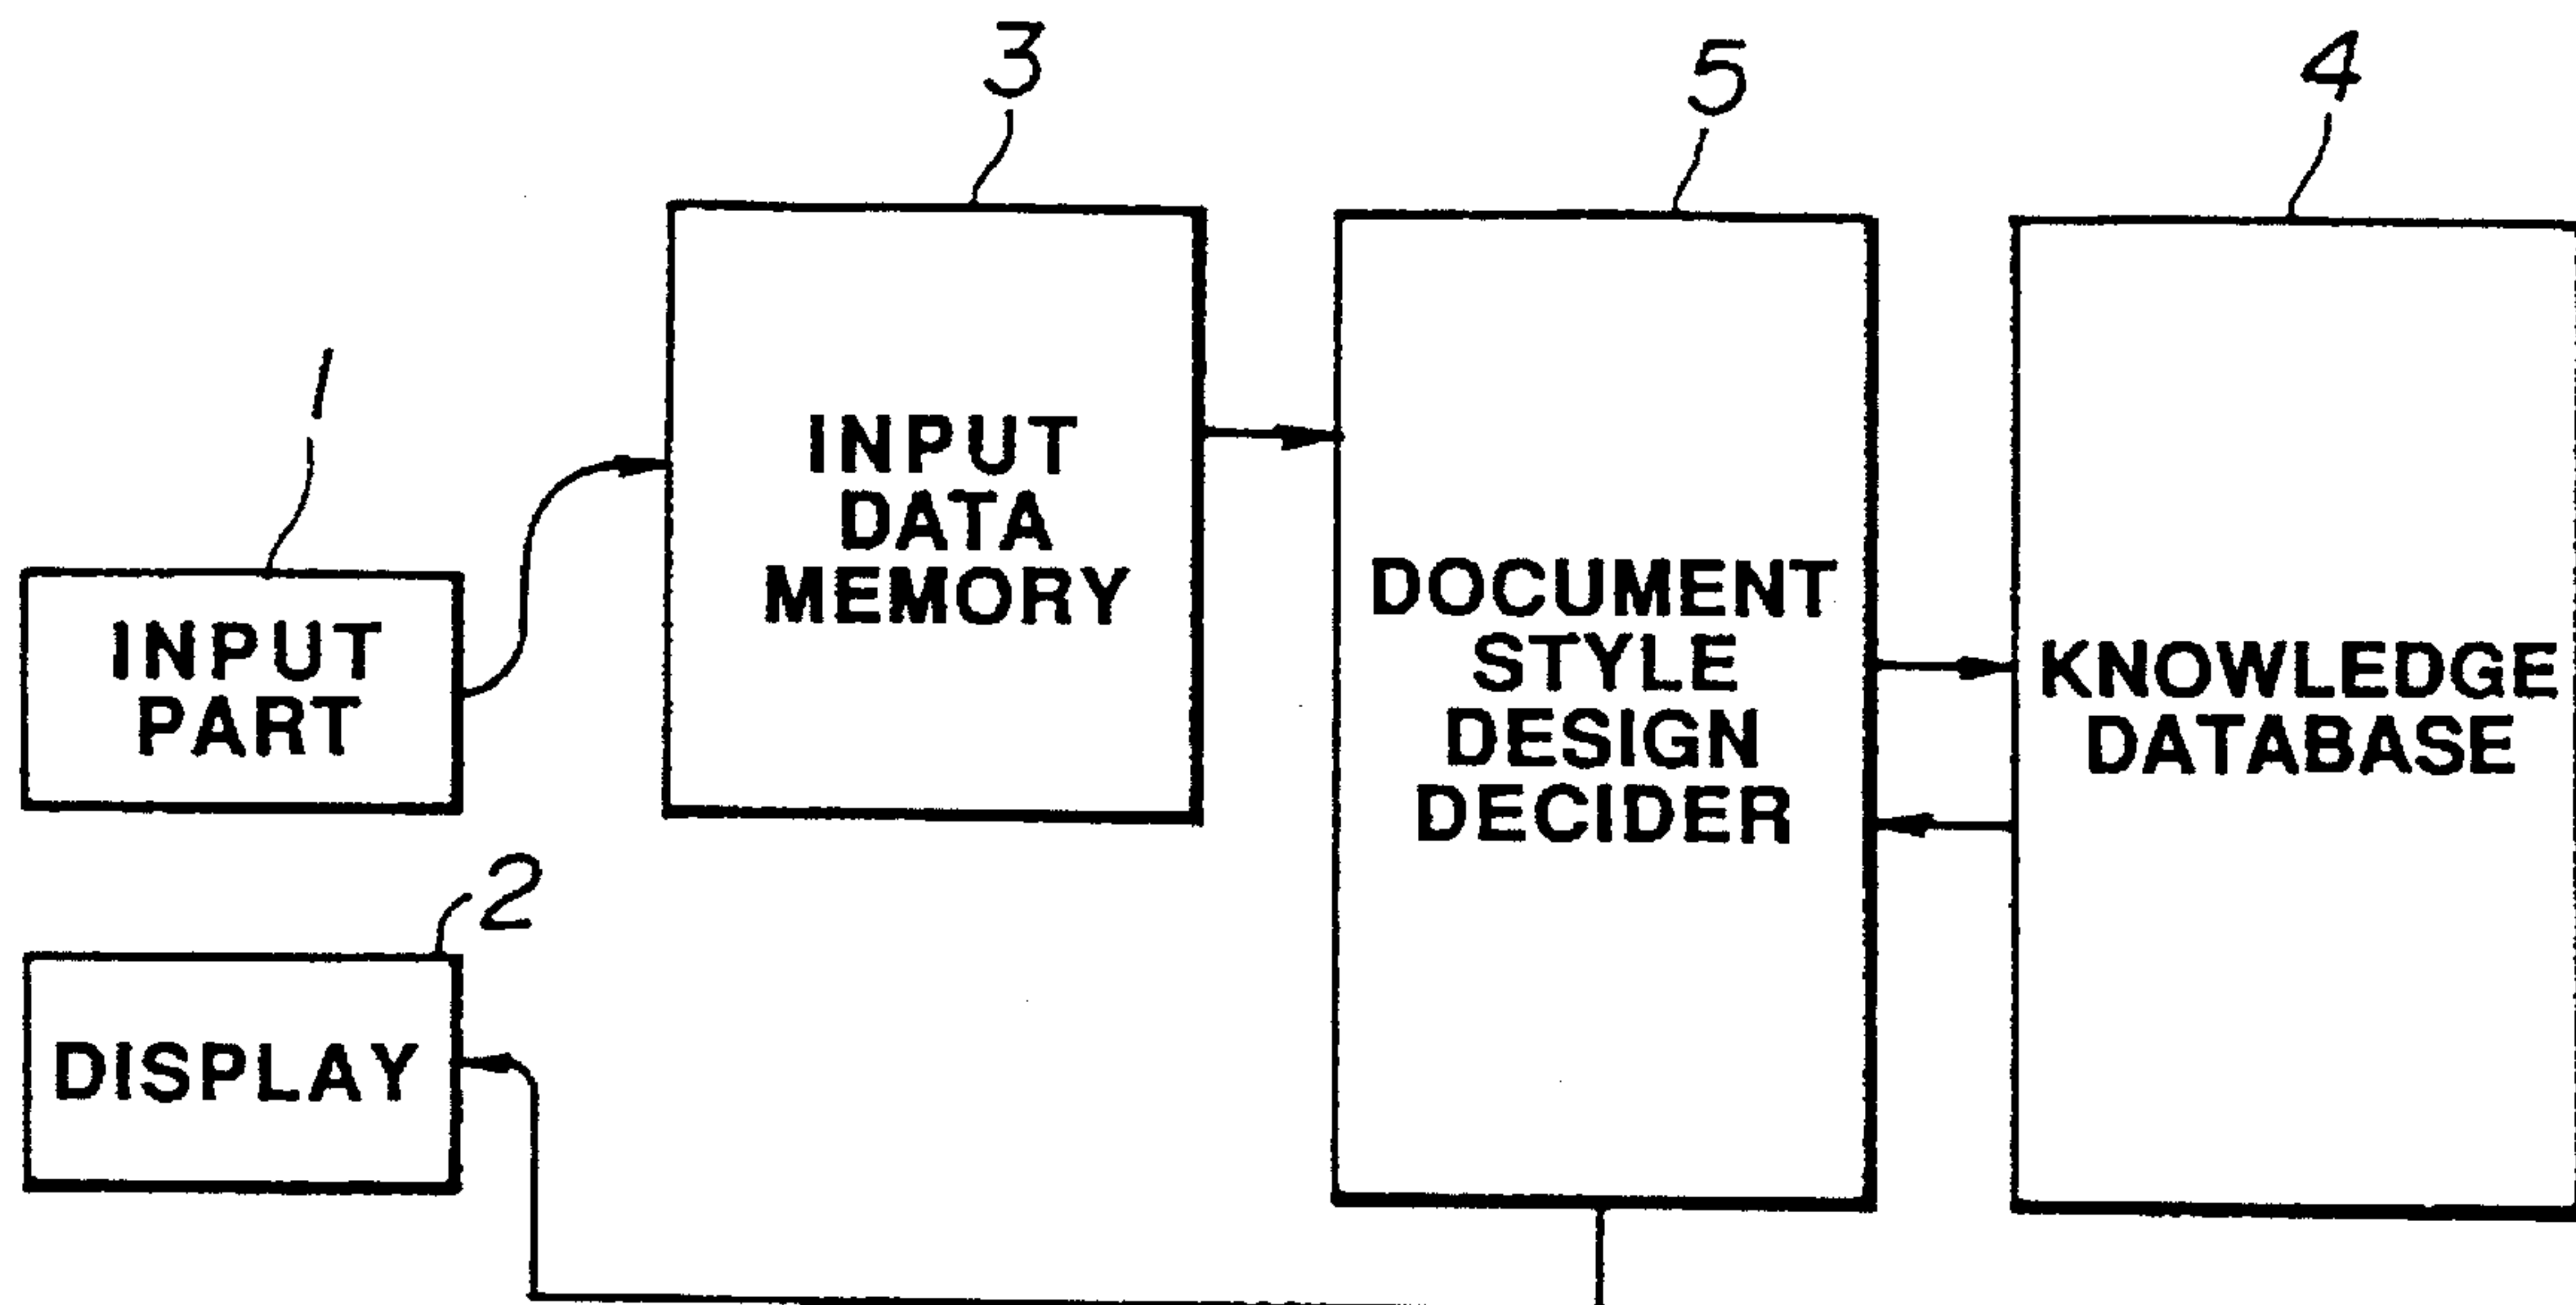 3
5
4
1
INPUT
DATA
MEMORY
DOCUMENT
STYLE
DESIGN
DECIDER
KNOWLEDGE
DATABASE
INPUT
PART
2
DISPLAY